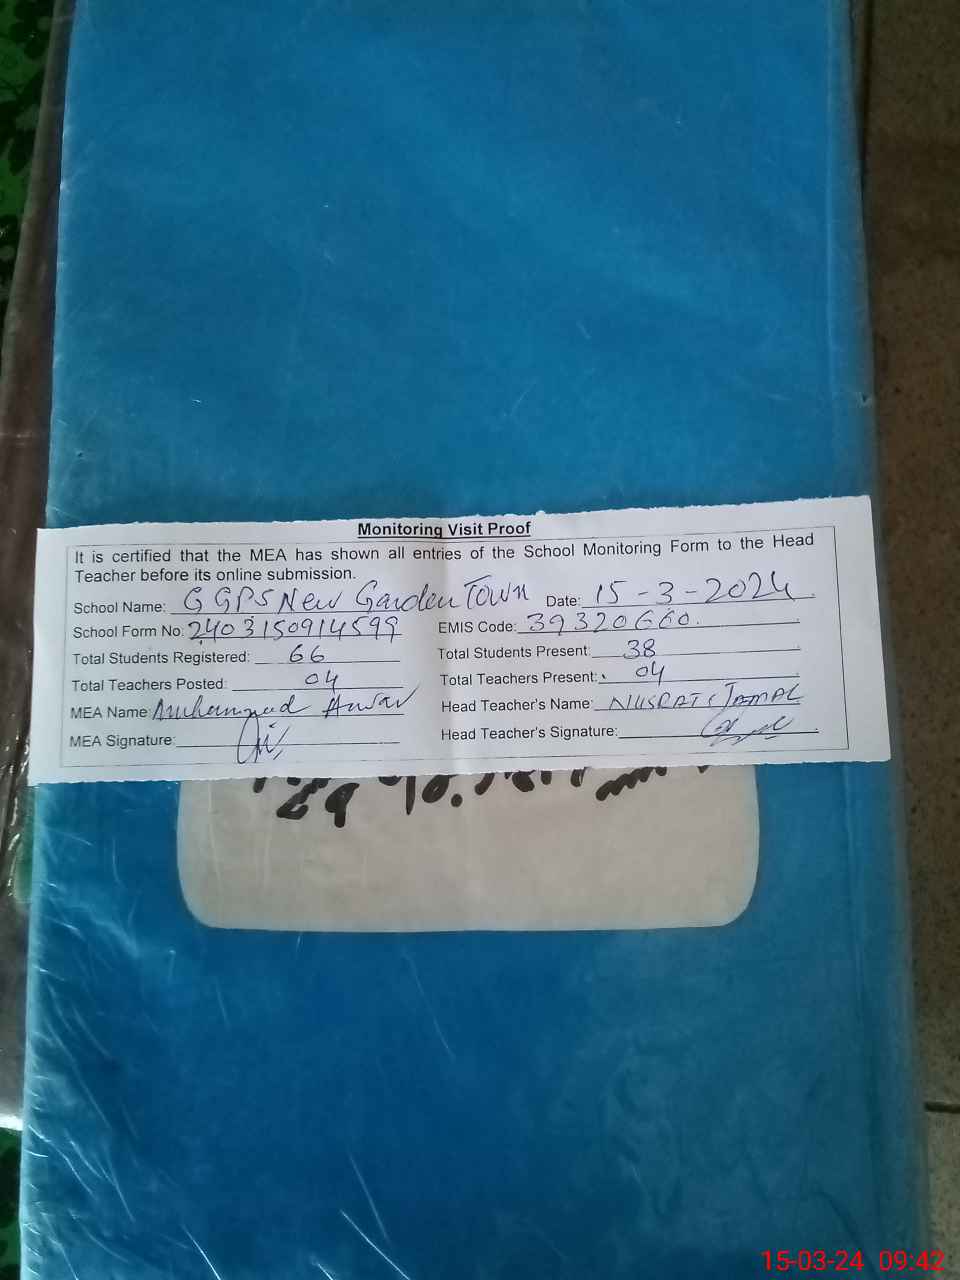 Monitoring Visit Proof
It is certified that the MEA has shown all entries of the School Monitoring Form to the Head
Teacher before its online submission.
School Name: GGPS New Garden Town Date: 15-3-2024
School Form No: 2403150914599 EMIS Code: 39320660.
Total Students Registered: 66 Total Students Present: 38
Total Teachers Posted: 04 Total Teachers Present: 04
MEA Name: Muhammad Anwar Head Teacher's Name: NUSRAT JAMAL
MEA Signature: Head Teacher's Signature:
15-03-24 09:42